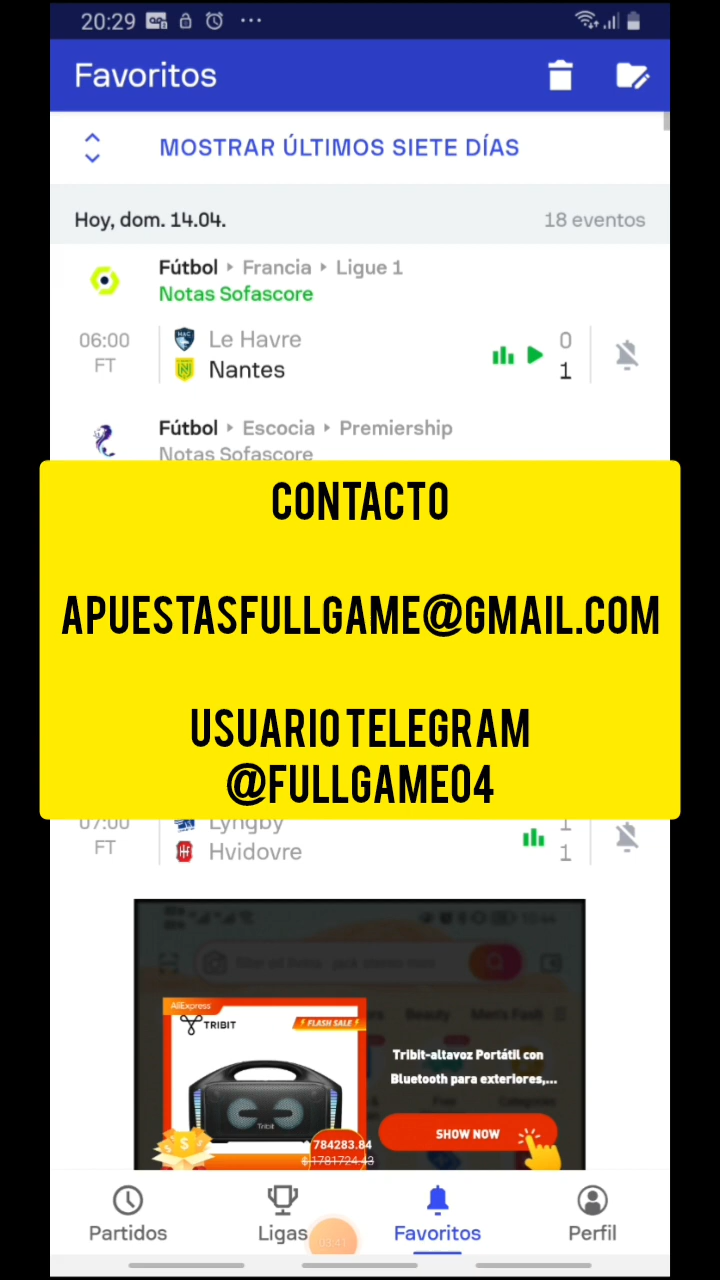 20:29
Favoritos
MOSTRAR ÚLTIMOS SIETE DÍAS
Hoy, dom. 14.04.
18 eventos
Fútbol ▸ Francia ▸ Ligue 1
Notas Sofascore
06:00
FT
Le Havre
0
Nantes
1
Fútbol ▸ Escocia ▸ Premiership
Notas Sofascore
CONTACTO
APUESTASFULLGAME@GMAIL.COM
USUARIO TELEGRAM
@FULLGAME04
07:00
FT
Lyngby
1
Hvidovre
1
AliExpress
TRIBIT
FLASH SALE
Tribit-altavoz Portátil con
Bluetooth para exteriores,...
Tribit
784283.84
$ 1781724.43
SHOW NOW
Partidos
Ligas
Favoritos
Perfil